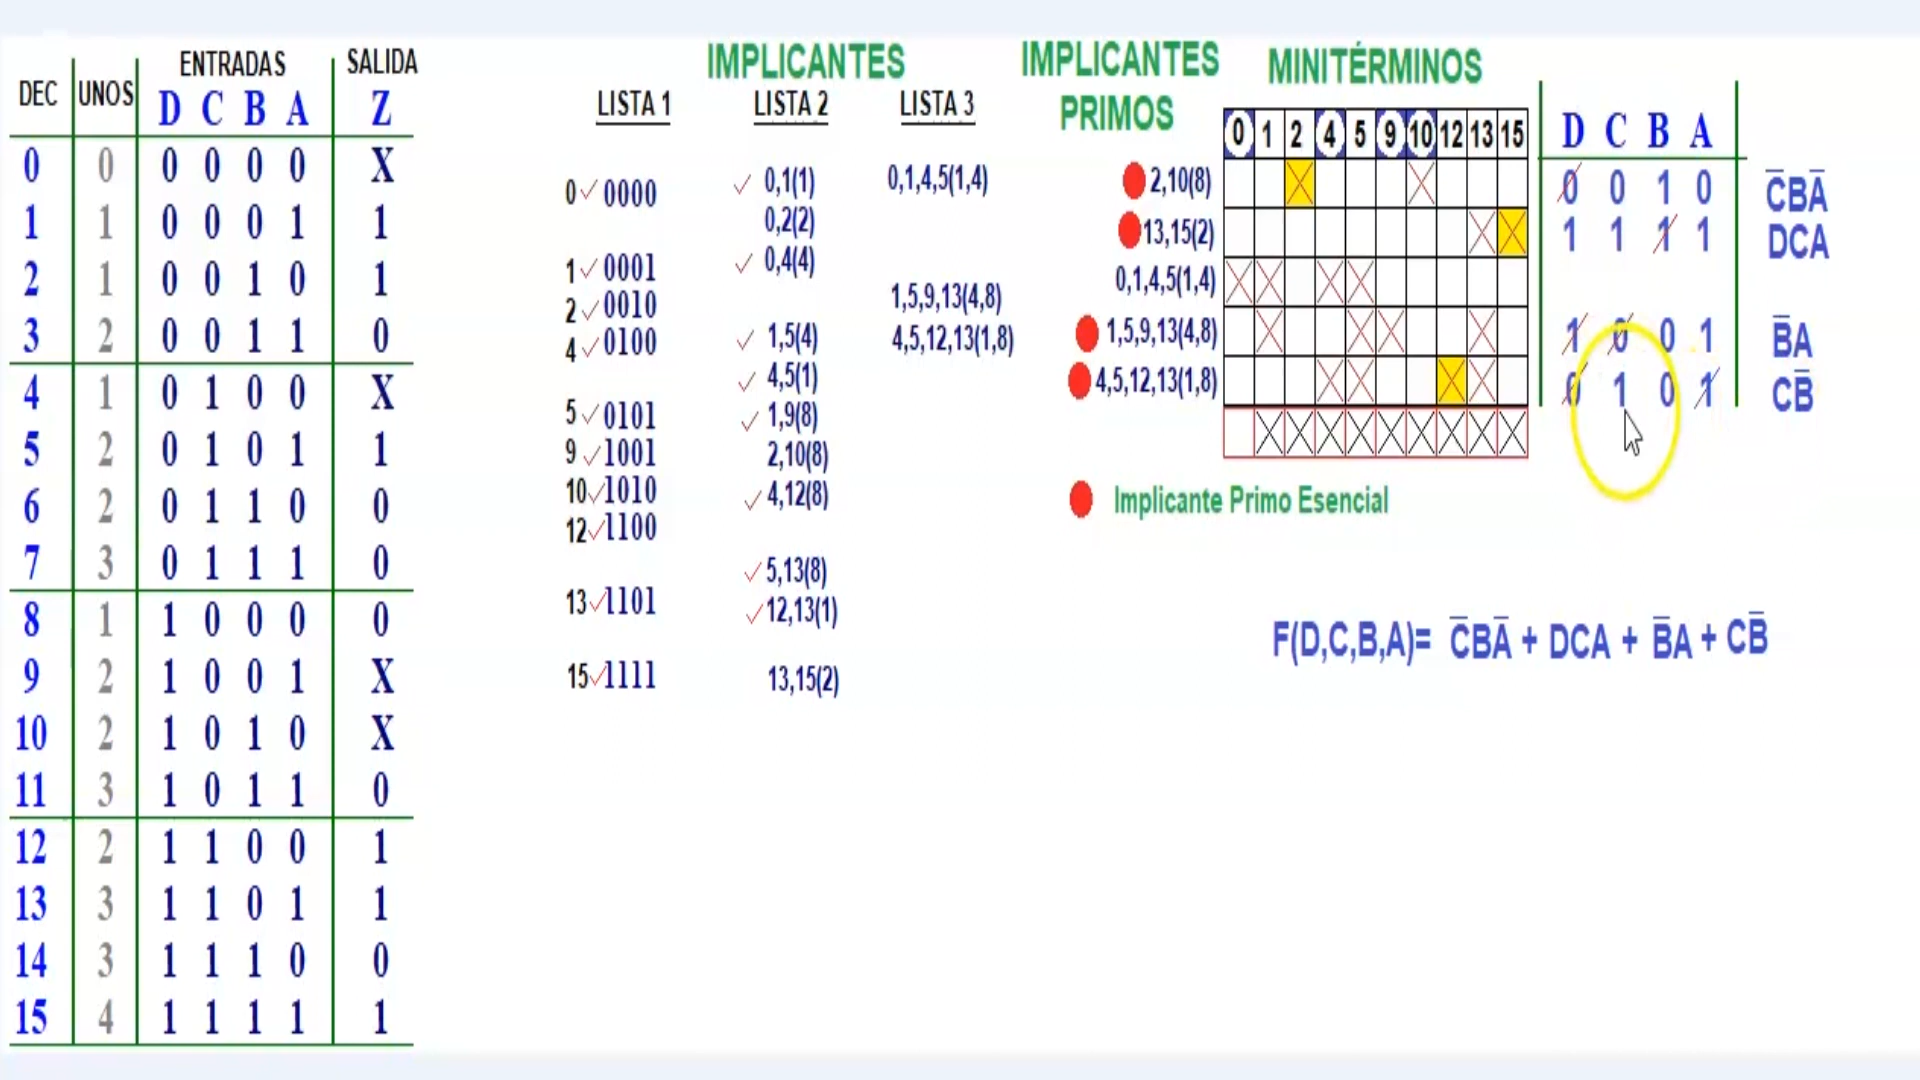 DEC UNOS ENTRADAS SALIDA
D C B A Z
0 0 0 0 0 0 X
1 1 0 0 0 1 1
2 1 0 0 1 0 1
3 2 0 0 1 1 0
4 1 0 1 0 0 X
5 2 0 1 0 1 1
6 2 0 1 1 0 0
7 3 0 1 1 1 0
8 1 1 0 0 0 0
9 2 1 0 0 1 X
10 2 1 0 1 0 X
11 3 1 0 1 1 0
12 2 1 1 0 0 1
13 3 1 1 0 1 1
14 3 1 1 1 0 0
15 4 1 1 1 1 1
IMPLICANTES
LISTA 1
0✓0000
1✓0001
2✓0010
4✓0100
5✓0101
9✓1001
10✓1010
12✓1100
13✓1101
15✓1111
LISTA 2
✓ 0,1(1)
0,2(2)
✓ 0,4(4)
✓ 1,5(4)
✓ 4,5(1)
✓ 1,9(8)
2,10(8)
✓ 4,12(8)
✓ 5,13(8)
✓ 12,13(1)
13,15(2)
LISTA 3
0,1,4,5(1,4)
1,5,9,13(4,8)
4,5,12,13(1,8)
IMPLICANTES
PRIMOS
2,10(8)
13,15(2)
0,1,4,5(1,4)
1,5,9,13(4,8)
4,5,12,13(1,8)
MINITÉRMINOS
0 1 2 4 5 9 10 12 13 15
X X
X X
X X X X
X X X X
X X X X
X X X X X X X X X
D C B A
0 0 1 0 C̅BA̅
1 1 1 1 DCA
1 0 0 1 B̅A
0 1 0 1 CB̅
Implicante Primo Esencial
F(D,C,B,A)= C̅BA̅ + DCA + B̅A + CB̅